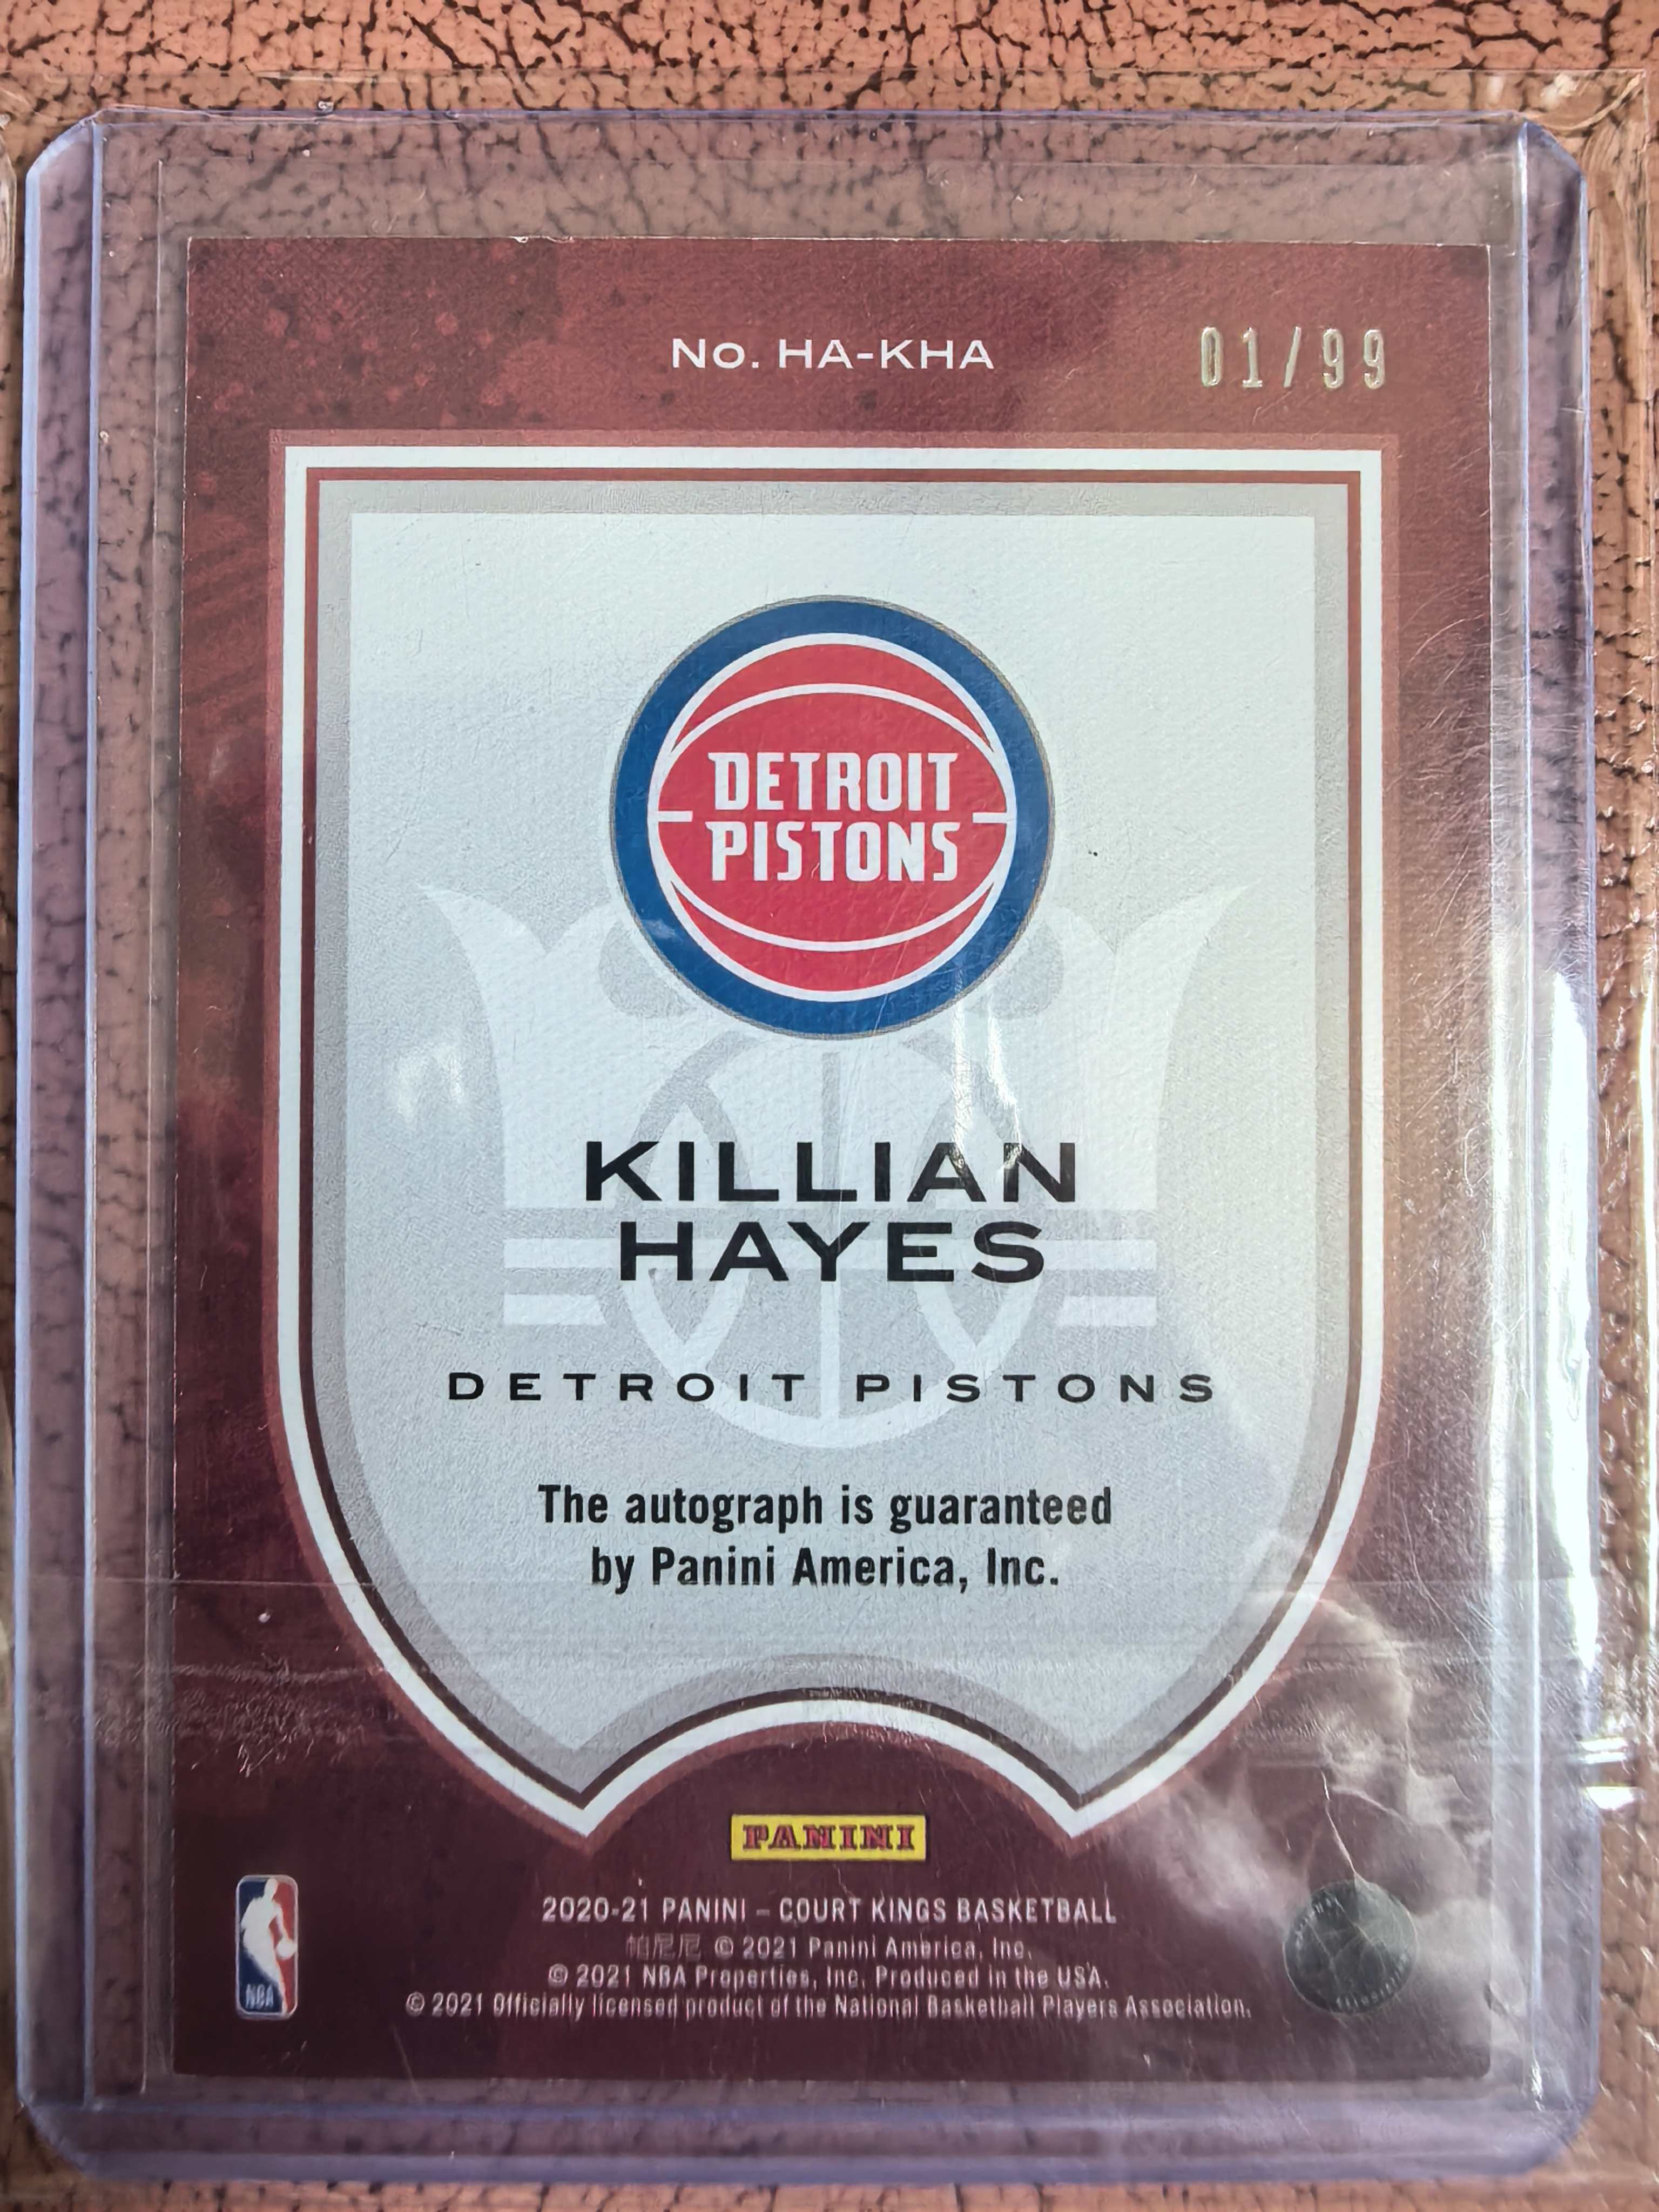 No. HA-KHA 01/99
DETROIT
PISTONS
KILLIAN
HAYES
DETROIT PISTONS
The autograph is guaranteed
by Panini America, Inc.
PANINI
2020-21 PANINI – COURT KINGS BASKETBALL
帕尼尼 © 2021 Panini America, Inc.
© 2021 NBA Properties, Inc. Produced in the USA.
© 2021 Officially licensed product of the National Basketball Players Association.
NBA